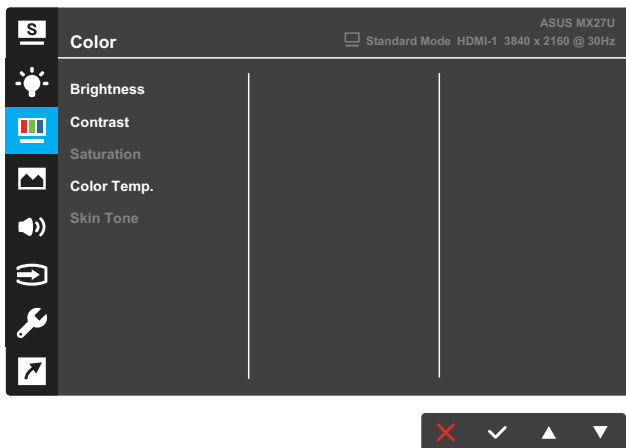 S
Color
ASUS MX27U
Standard Mode HDMI-1 3840 x 2160 @ 30Hz
Brightness
Contrast
Saturation
Color Temp.
Skin Tone